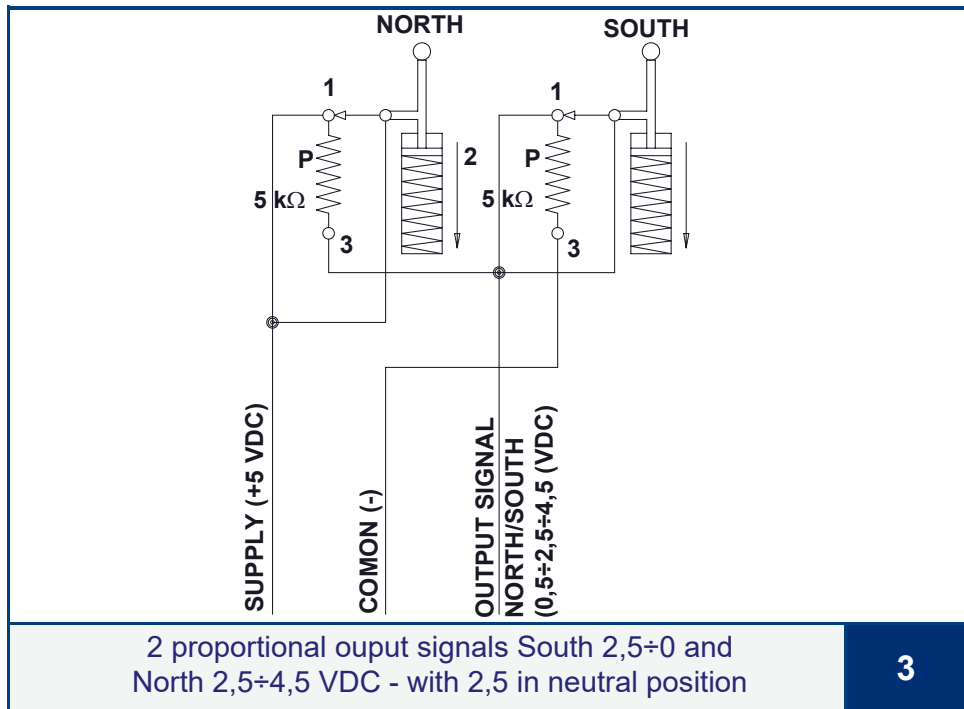 NORTH
SOUTH
1
1
P
2
P
5 kΩ
5 kΩ
3
3
SUPPLY (+5 VDC)
COMON (-)
OUTPUT SIGNAL
NORTH/SOUTH
(0,5÷2,5÷4,5 (VDC)
2 proportional ouput signals South 2,5÷0 and
North 2,5÷4,5 VDC - with 2,5 in neutral position
3